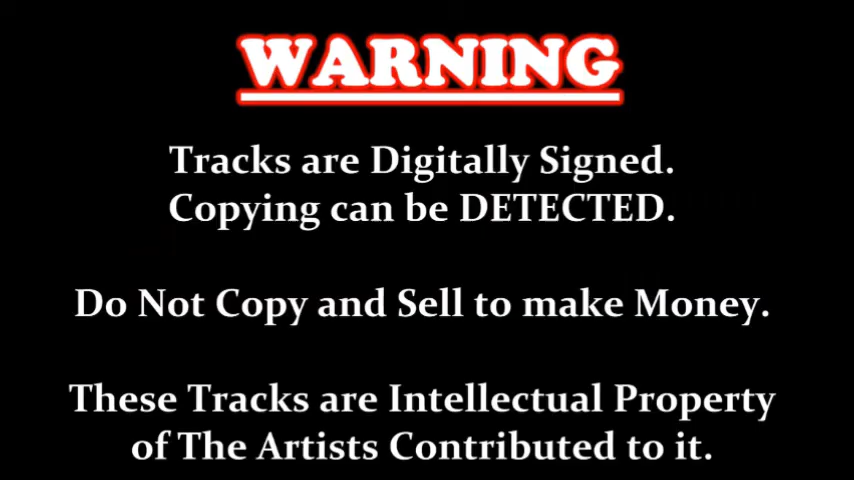 WARNING
Tracks are Digitally Signed.
Copying can be DETECTED.
Do Not Copy and Sell to make Money.
These Tracks are Intellectual Property
of The Artists Contributed to it.